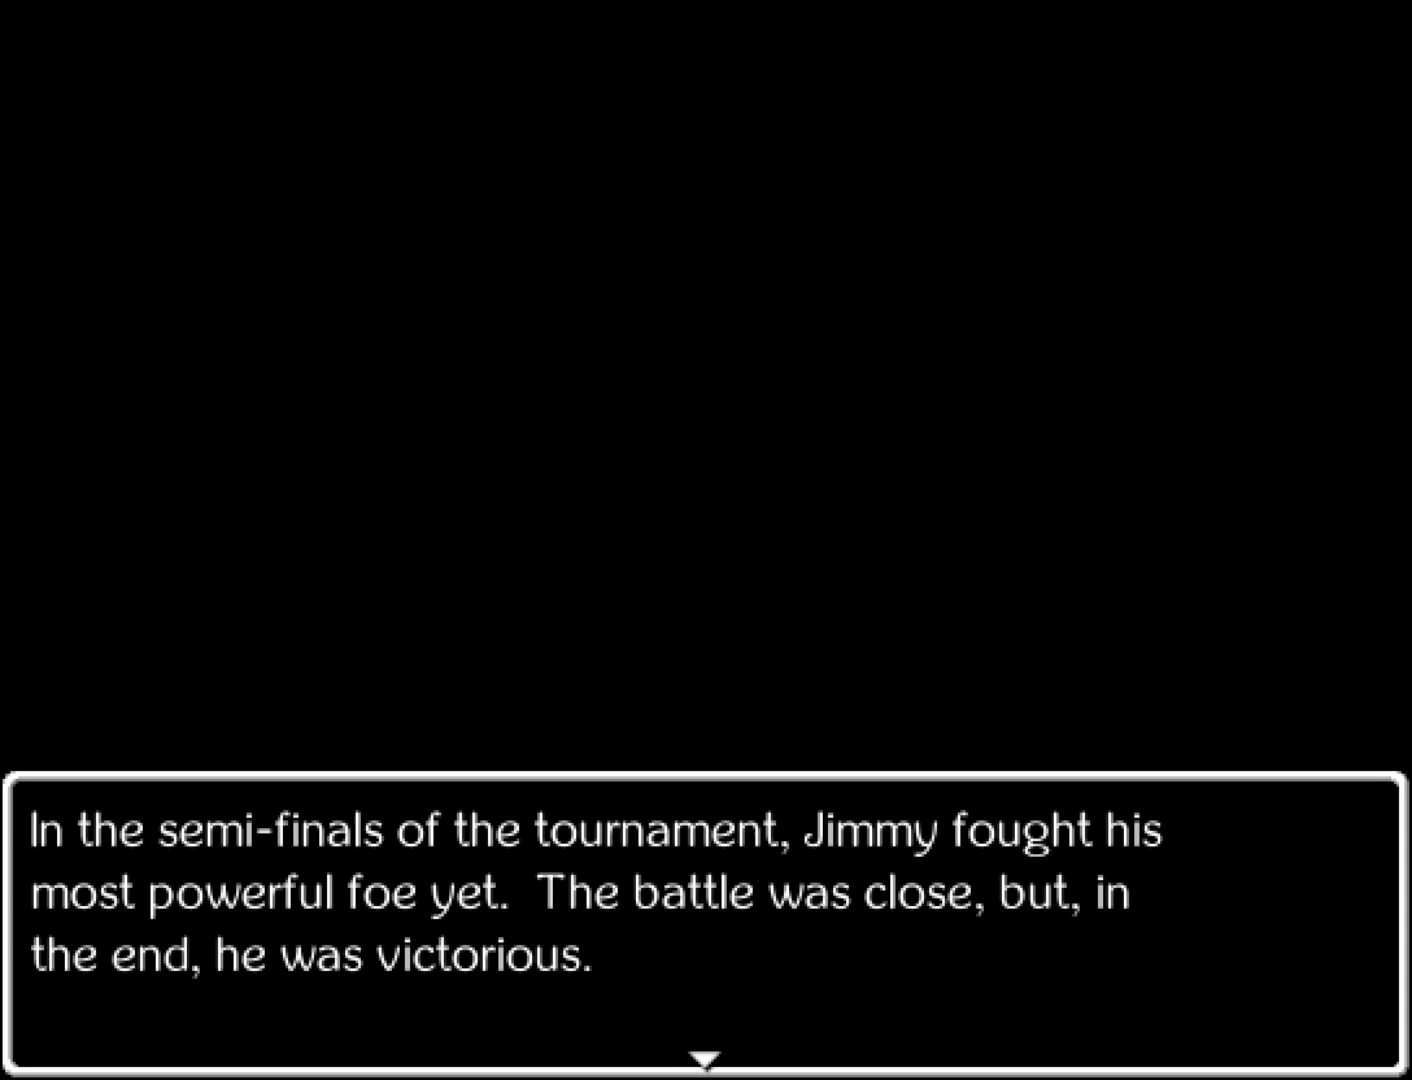 In the semi-finals of the tournament, Jimmy fought his
most powerful foe yet.  The battle was close, but, in
the end, he was victorious.